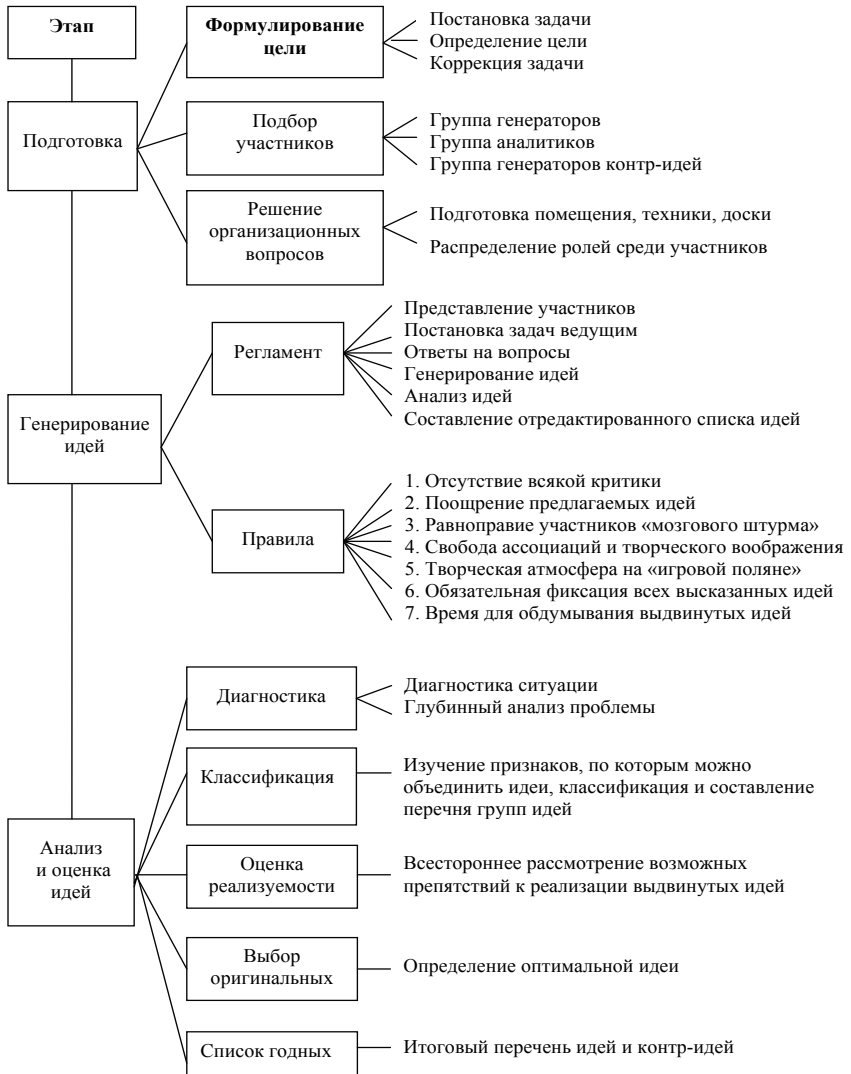 Этап
Формулирование
цели
Постановка задачи
Определение цели
Коррекция задачи
Подготовка
Подбор
участников
Группа генераторов
Группа аналитиков
Группа генераторов контр-идей
Решение
организационных
вопросов
Подготовка помещения, техники, доски
Распределение ролей среди участников
Генерирование
идей
Регламент
Представление участников
Постановка задач ведущим
Ответы на вопросы
Генерирование идей
Анализ идей
Составление отредактированного списка идей
Правила
1. Отсутствие всякой критики
2. Поощрение предлагаемых идей
3. Равноправие участников «мозгового штурма»
4. Свобода ассоциаций и творческого воображения
5. Творческая атмосфера на «игровой поляне»
6. Обязательная фиксация всех высказанных идей
7. Время для обдумывания выдвинутых идей
Анализ
и оценка
идей
Диагностика
Диагностика ситуации
Глубинный анализ проблемы
Классификация
Изучение признаков, по которым можно
объединить идеи, классификация и составление
перечня групп идей
Оценка
реализуемости
Всестороннее рассмотрение возможных
препятствий к реализации выдвинутых идей
Выбор
оригинальных
Определение оптимальной идеи
Список годных
Итоговый перечень идей и контр-идей